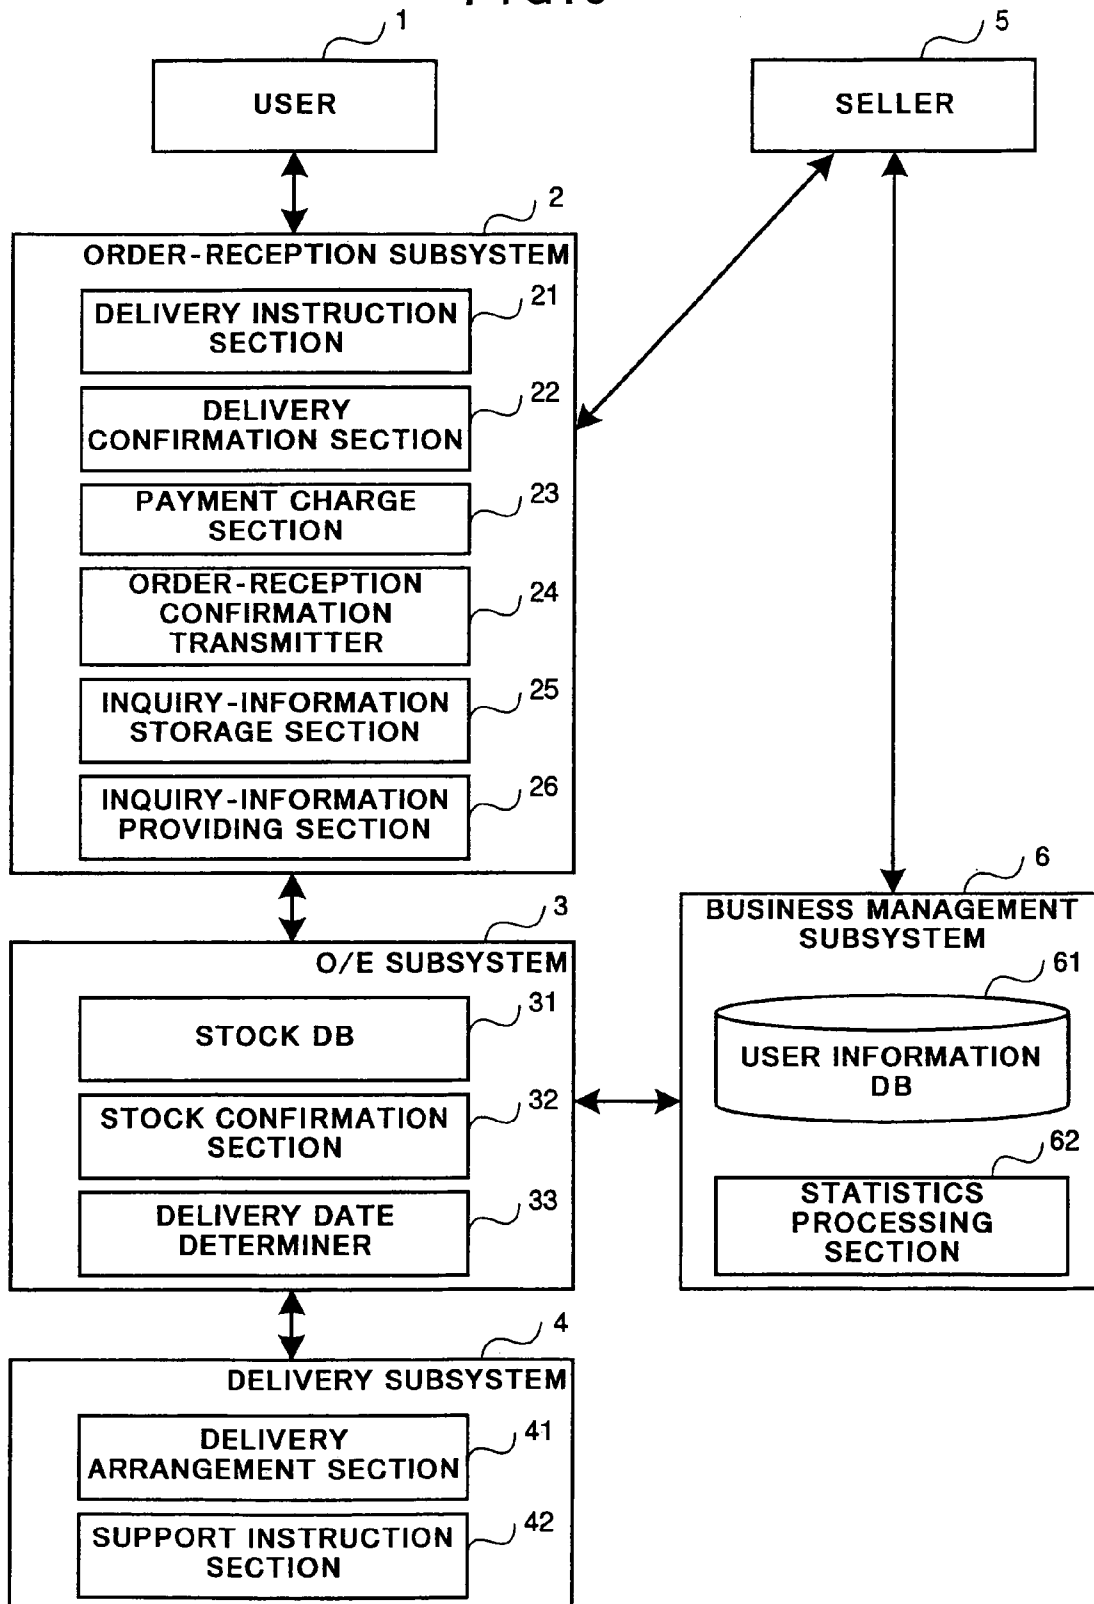 1
USER
5
SELLER
2
ORDER-RECEPTION SUBSYSTEM
21
DELIVERY INSTRUCTION
SECTION
22
DELIVERY
CONFIRMATION SECTION
23
PAYMENT CHARGE
SECTION
24
ORDER-RECEPTION
CONFIRMATION
TRANSMITTER
25
INQUIRY-INFORMATION
STORAGE SECTION
26
INQUIRY-INFORMATION
PROVIDING SECTION
3
O/E SUBSYSTEM
31
STOCK DB
32
STOCK CONFIRMATION
SECTION
33
DELIVERY DATE
DETERMINER
6
BUSINESS MANAGEMENT
SUBSYSTEM
61
USER INFORMATION
DB
62
STATISTICS
PROCESSING
SECTION
4
DELIVERY SUBSYSTEM
41
DELIVERY
ARRANGEMENT SECTION
42
SUPPORT INSTRUCTION
SECTION